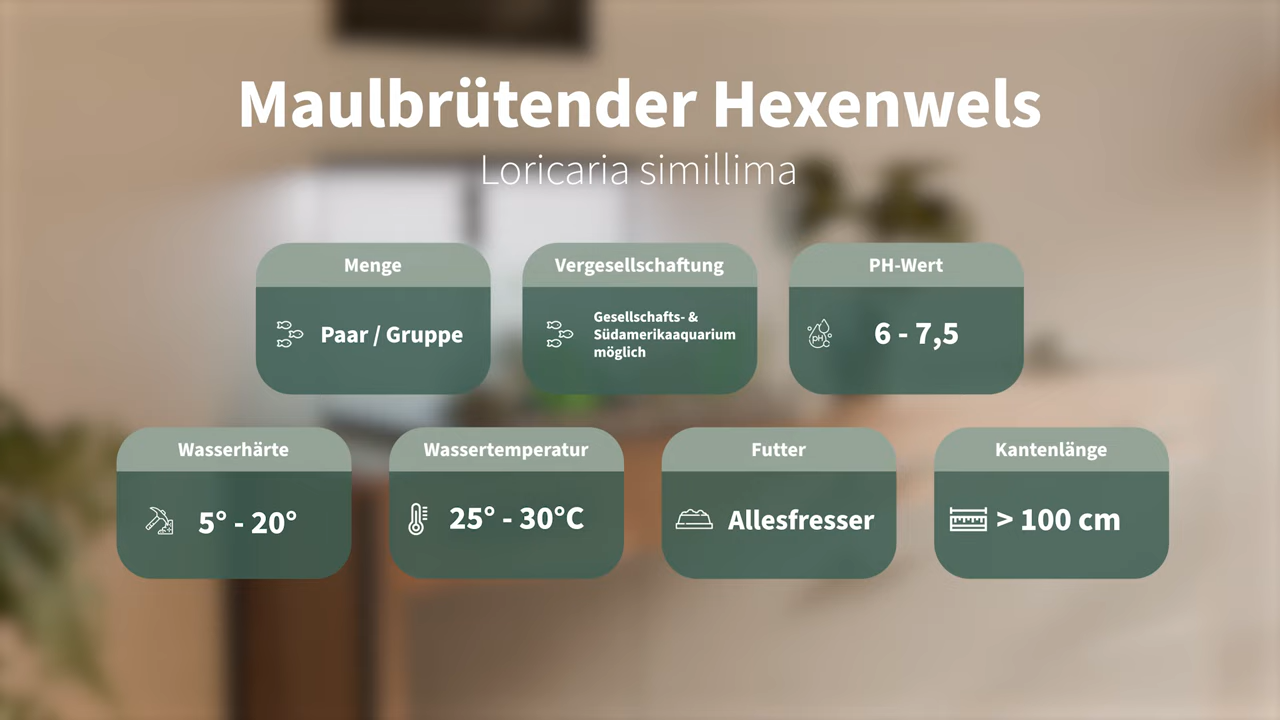 Maulbrütender Hexenwels
Loricaria simillima
Menge
Paar / Gruppe
Vergesellschaftung
Gesellschafts- &
Südamerikaaquarium
möglich
PH-Wert
pH
6 - 7,5
Wasserhärte
5° - 20°
Wassertemperatur
25° - 30°C
Futter
Allesfresser
Kantenlänge
> 100 cm